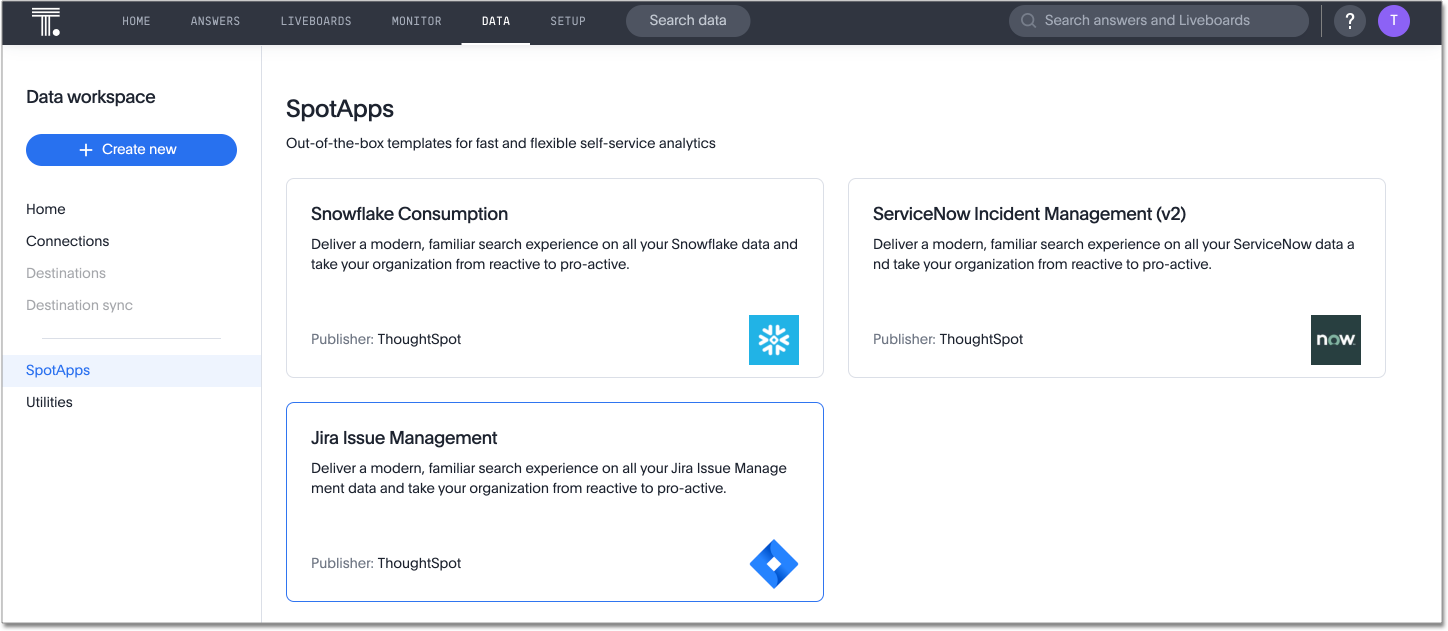 T.
HOME
ANSWERS
LIVEBOARDS
MONITOR
DATA
SETUP
Search data
Search answers and Liveboards
?
T
Data workspace
+ Create new
Home
Connections
Destinations
Destination sync
SpotApps
Utilities
SpotApps
Out-of-the-box templates for fast and flexible self-service analytics
Snowflake Consumption
Deliver a modern, familiar search experience on all your Snowflake data and
take your organization from reactive to pro-active.
Publisher: ThoughtSpot
ServiceNow Incident Management (v2)
Deliver a modern, familiar search experience on all your ServiceNow data a
nd take your organization from reactive to pro-active.
Publisher: ThoughtSpot
now.
Jira Issue Management
Deliver a modern, familiar search experience on all your Jira Issue Manage
ment data and take your organization from reactive to pro-active.
Publisher: ThoughtSpot